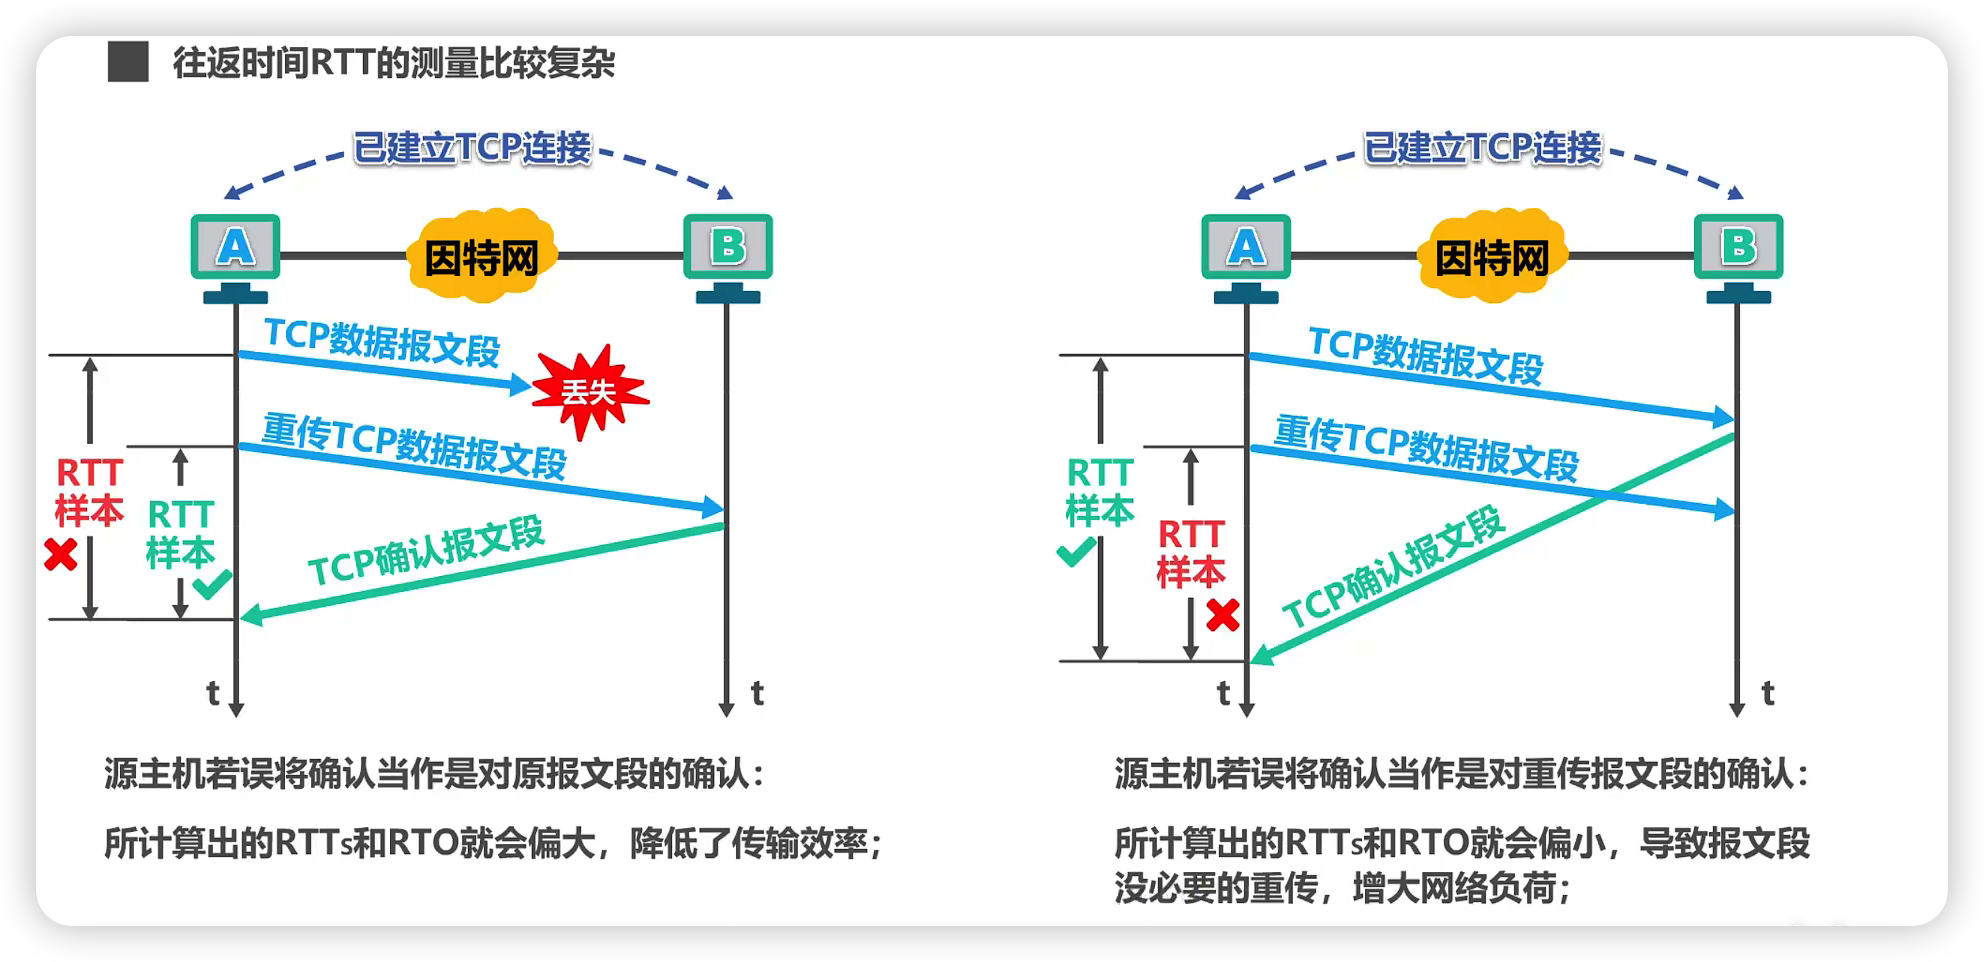 往返时间RTT的测量比较复杂
已建立TCP连接
A
因特网
B
TCP数据报文段
丢失
重传TCP数据报文段
RTT
样本
RTT
样本
TCP确认报文段
t
t
源主机若误将确认当作是对原报文段的确认：
所计算出的RTTs和RTO就会偏大，降低了传输效率；
已建立TCP连接
A
因特网
B
TCP数据报文段
重传TCP数据报文段
RTT
样本
RTT
样本
TCP确认报文段
t
t
源主机若误将确认当作是对重传报文段的确认：
所计算出的RTTs和RTO就会偏小，导致报文段
没必要的重传，增大网络负荷；